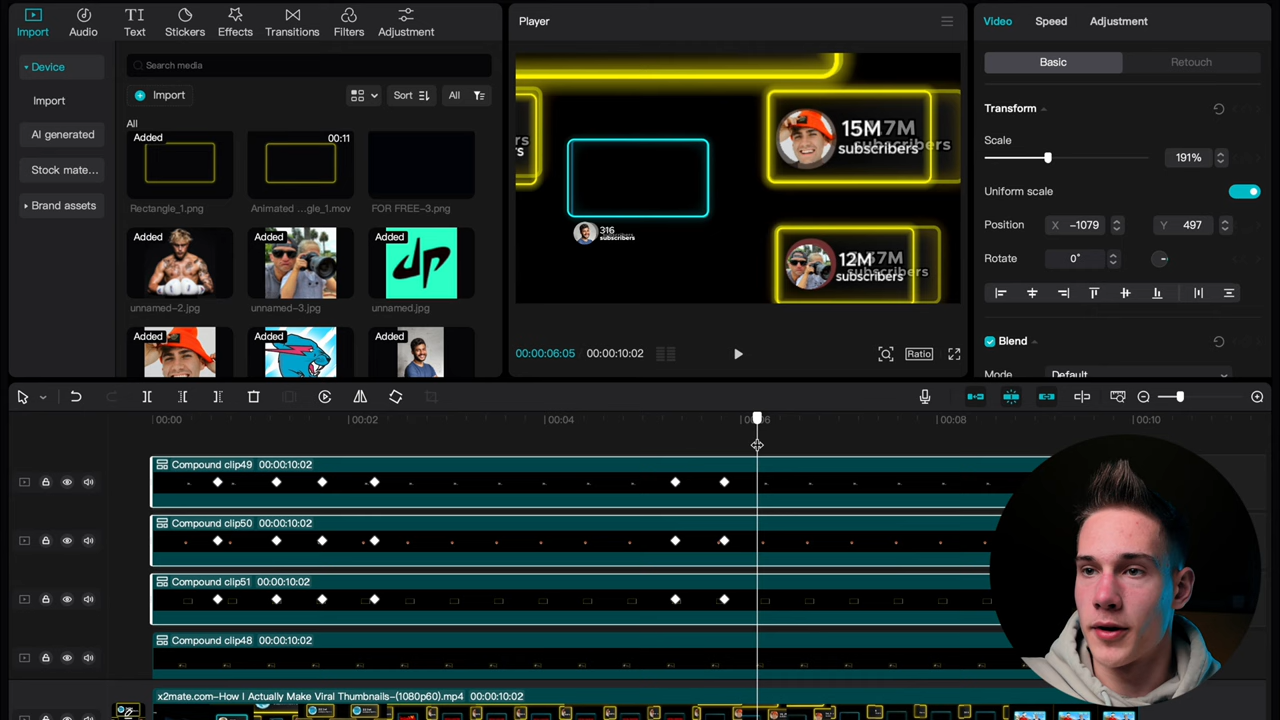 Import
Audio
Text
Stickers
Effects
Transitions
Filters
Adjustment
Device
Import
AI generated
Stock mate...
Brand assets
Search media
Import
Sort
All
All
Added
00:11
Rectangle_1.png
Animated ...gle_1.mov
FOR FREE-3.png
Added
Added
Added
unnamed-2.jpg
unnamed-3.jpg
unnamed.jpg
Added
Added
Added
Player
15M
7M
subscribers
subscribers
316
subscribers
12M
subscribers
00:00:06:05
00:00:10:02
Ratio
Video
Speed
Adjustment
Basic
Retouch
Transform
Scale
191%
Uniform scale
Position
X
-1079
Y
497
Rotate
0°
Blend
Mode
Default
00:00
00:02
00:04
00:06
00:08
00:10
Compound clip49 00:00:10:02
Compound clip50 00:00:10:02
Compound clip51 00:00:10:02
Compound clip48 00:00:10:02
x2mate.com-How I Actually Make Viral Thumbnails-(1080p60).mp4 00:00:10:02